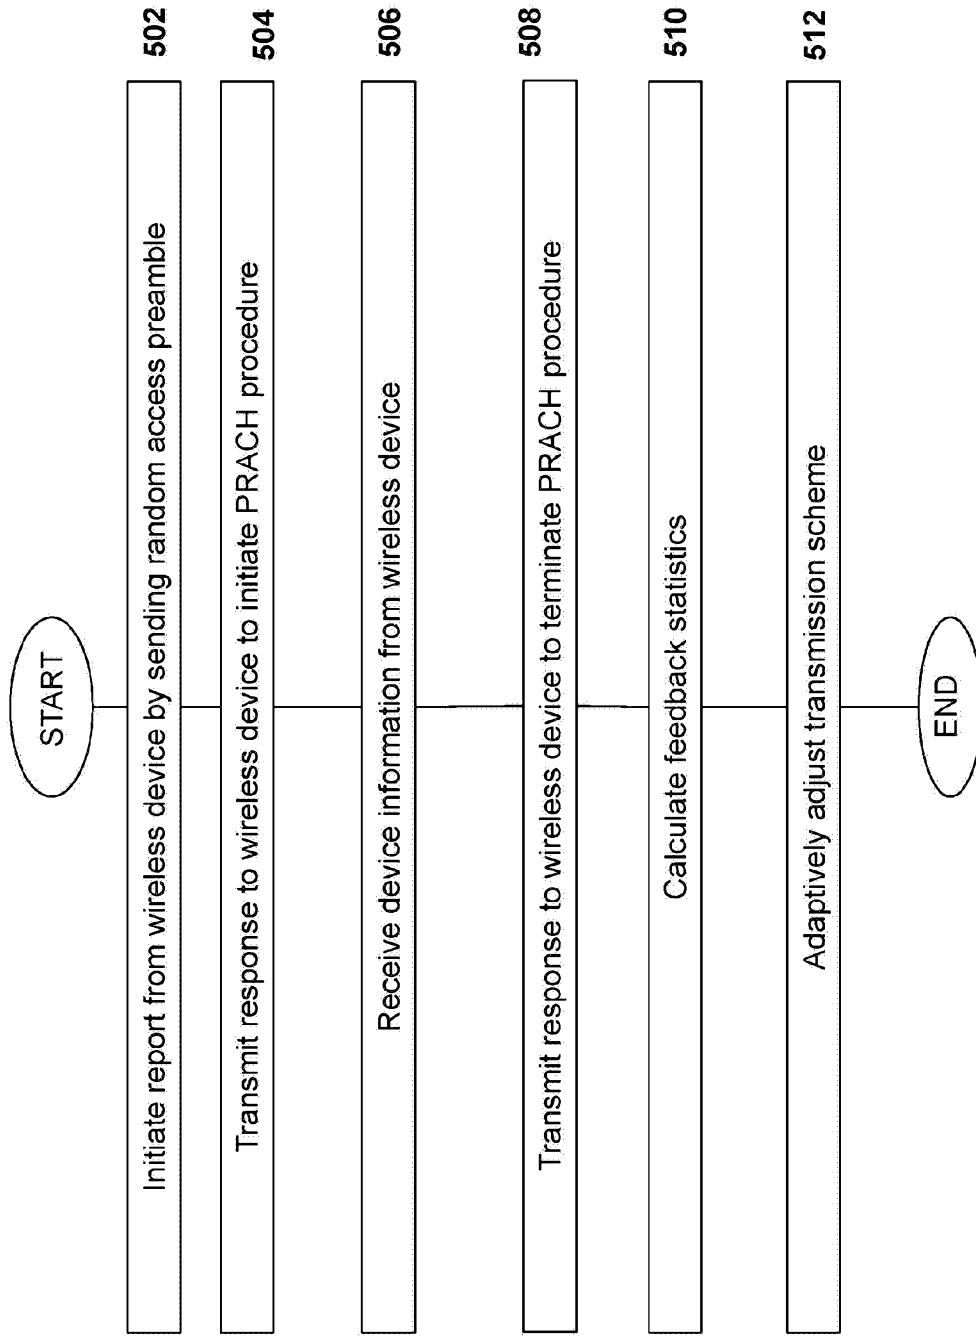 START
Initiate report from wireless device by sending random access preamble
502
Transmit response to wireless device to initiate PRACH procedure
504
Receive device information from wireless device
506
Transmit response to wireless device to terminate PRACH procedure
508
Calculate feedback statistics
510
Adaptively adjust transmission scheme
512
END